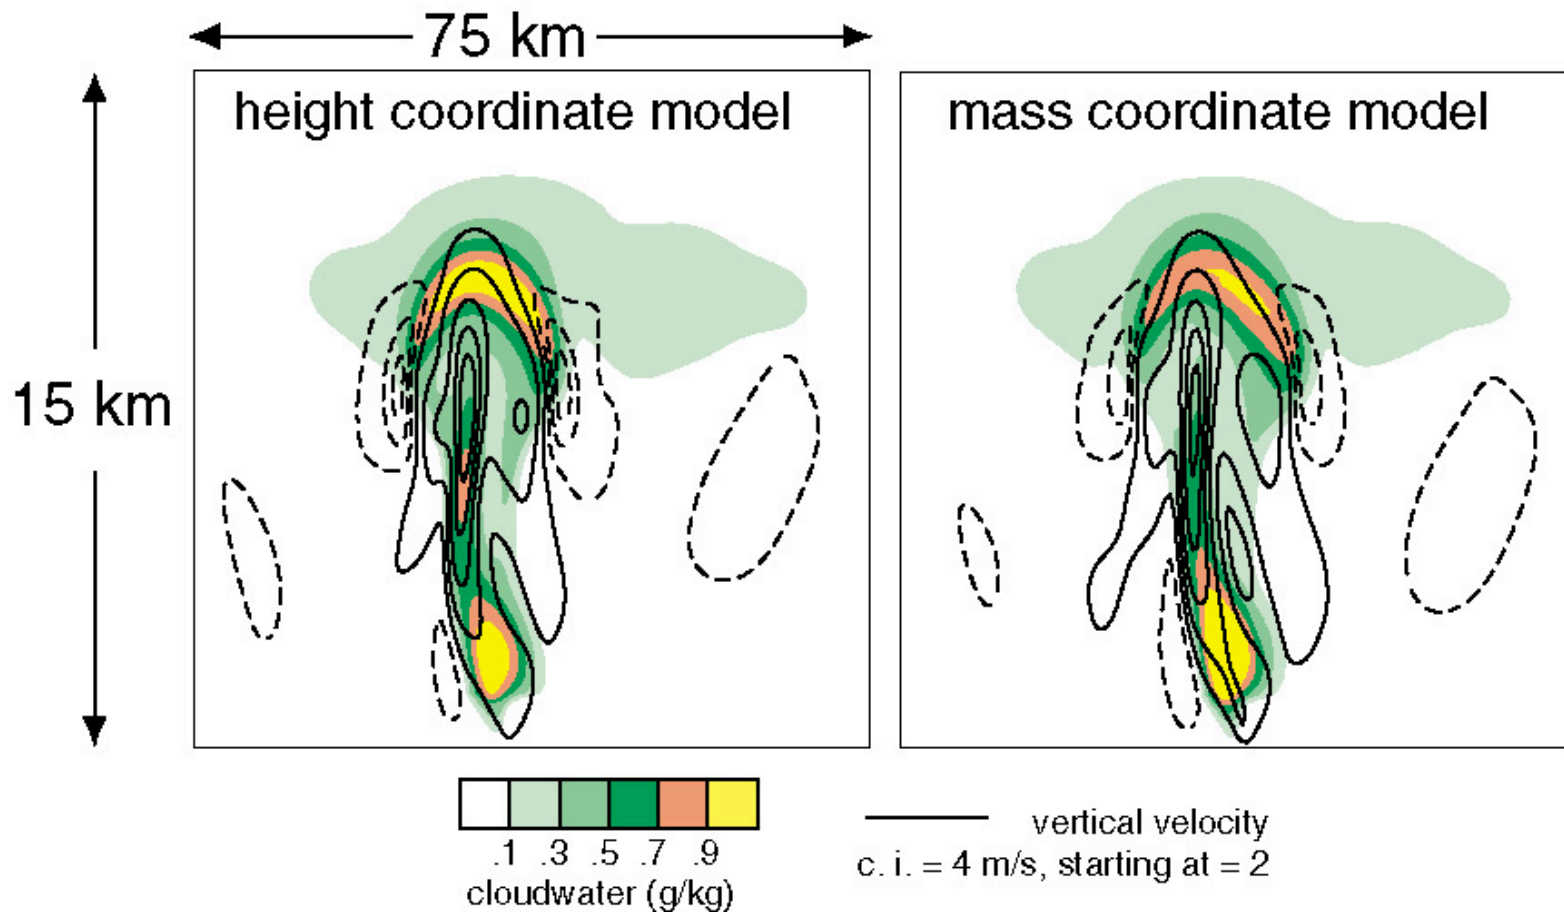 75 km
height coordinate model
mass coordinate model
15 km
.1 .3 .5 .7 .9
cloudwater (g/kg)
vertical velocity
c. i. = 4 m/s, starting at = 2